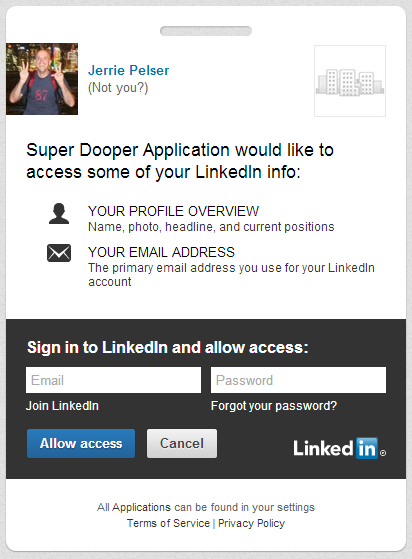 Jerrie Pelser
(Not you?)
87
Super Dooper Application would like to
access some of your LinkedIn info:
YOUR PROFILE OVERVIEW
Name, photo, headline, and current positions
YOUR EMAIL ADDRESS
The primary email address you use for your LinkedIn
account
Sign in to LinkedIn and allow access:
Email
Password
Join LinkedIn
Forgot your password?
Allow access
Cancel
Linked in ®
All Applications can be found in your settings
Terms of Service | Privacy Policy